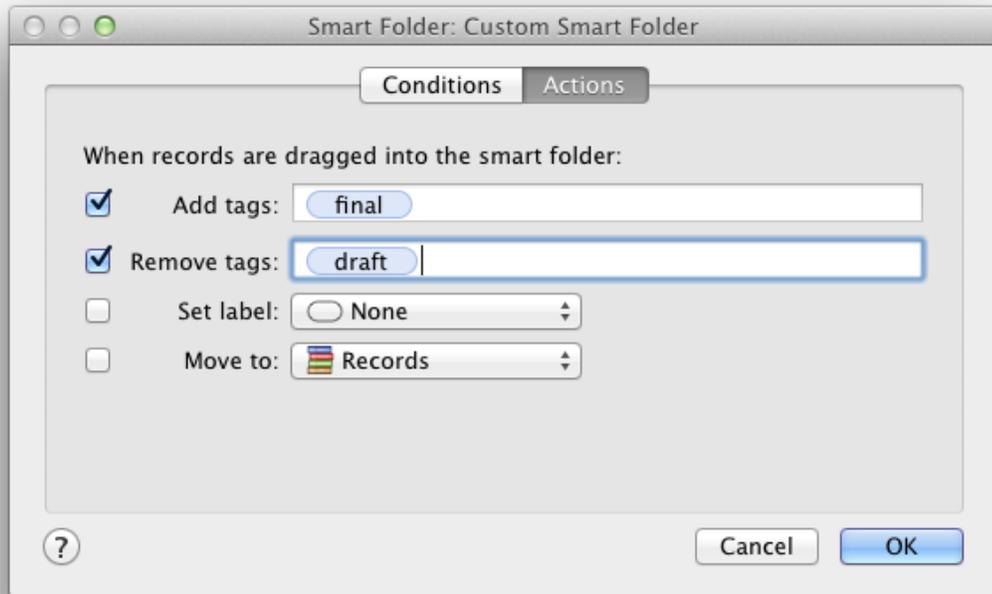 Smart Folder: Custom Smart Folder
Conditions Actions
When records are dragged into the smart folder:
Add tags: final
Remove tags: draft
Set label: None
Move to: Records
? Cancel OK